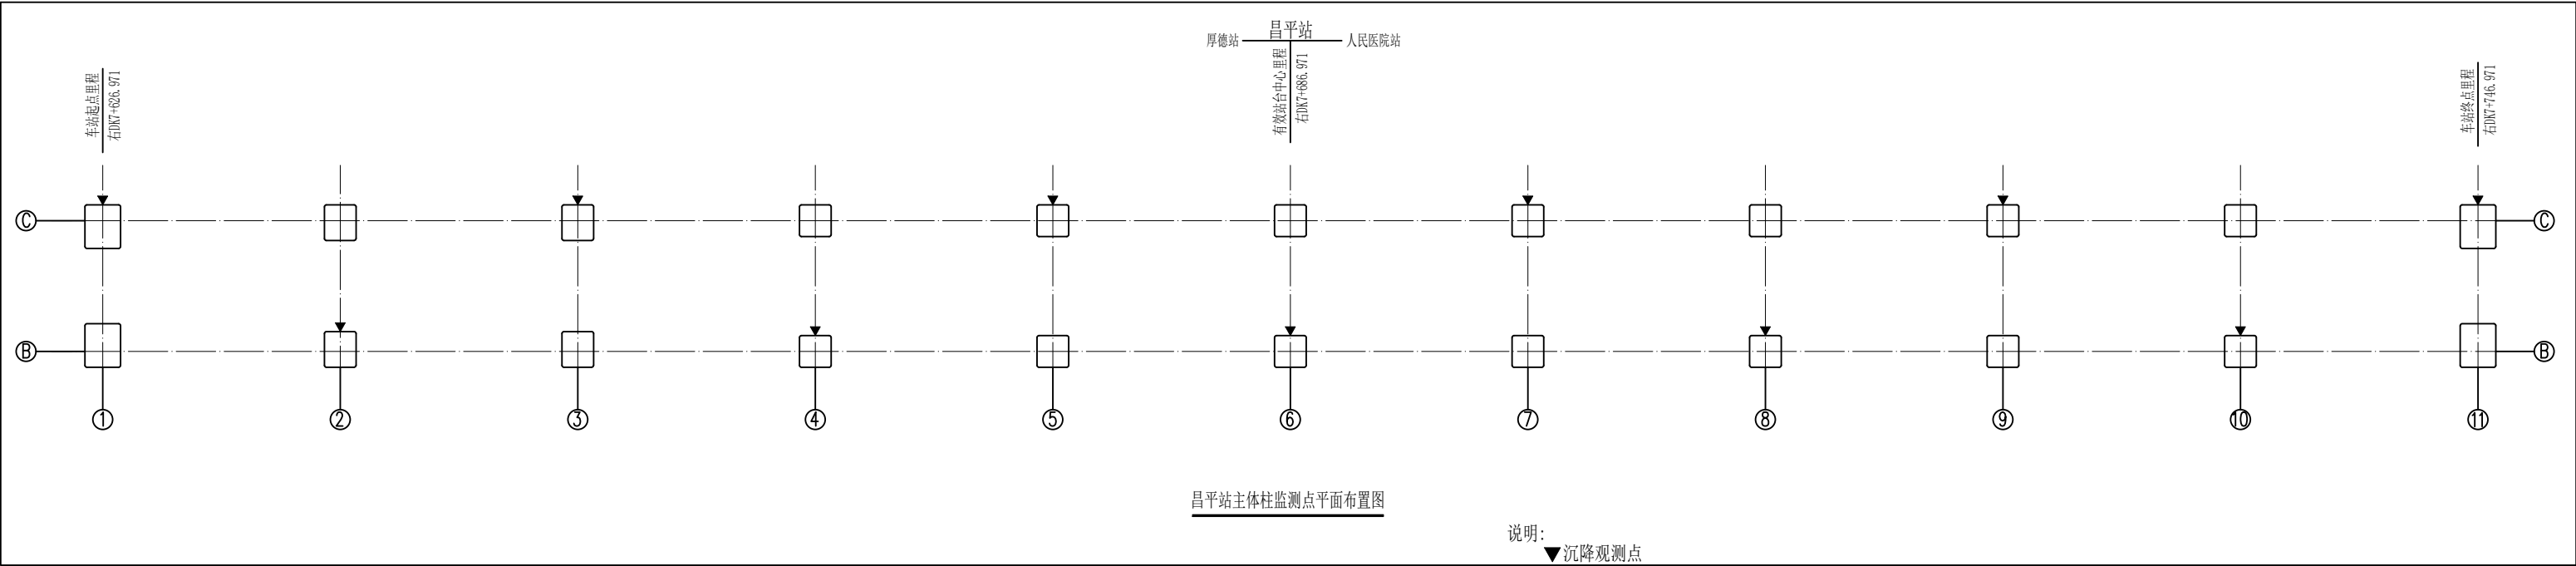 昌平站
厚德站
人民医院站
车站起点里程
右DK7+626.971
有效站台中心里程
右DK7+686.971
车站终点里程
右DK7+746.971
C
C
B
B
1
2
3
4
5
6
7
8
9
10
11
昌平站主体柱监测点平面布置图
说明:
沉降观测点